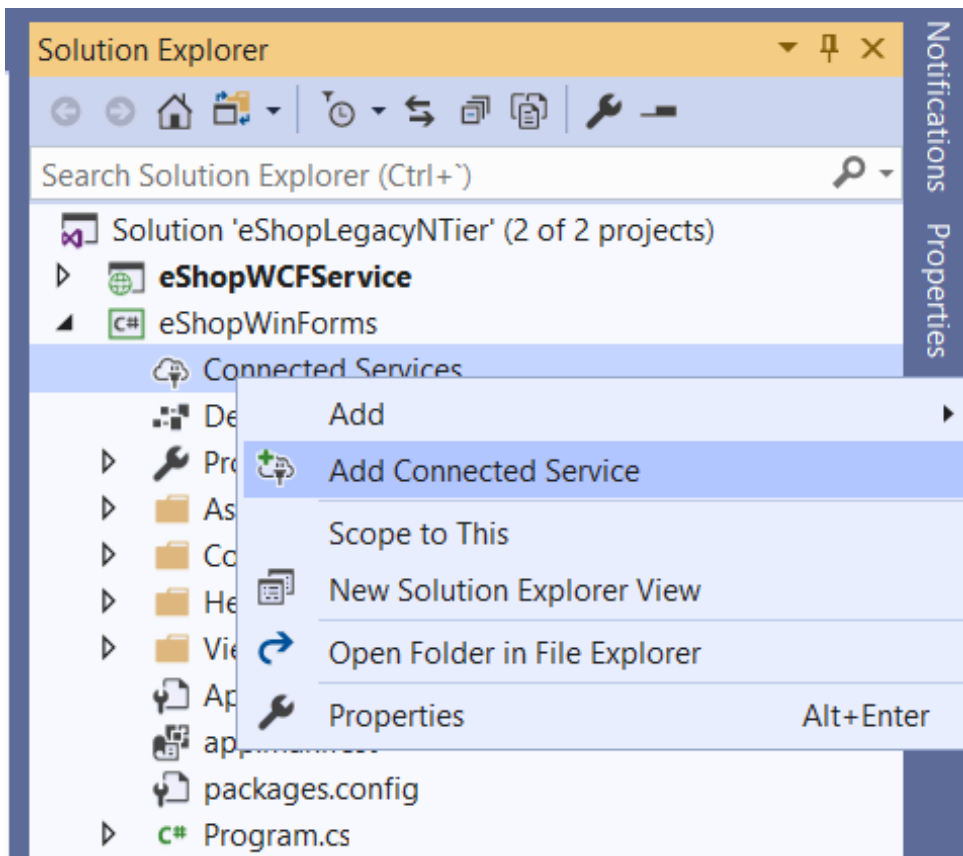 Solution Explorer
Search Solution Explorer (Ctrl+`)
Solution 'eShopLegacyNTier' (2 of 2 projects)
eShopWCFService
C# eShopWinForms
Connected Services
Add
Add Connected Service
Scope to This
New Solution Explorer View
Open Folder in File Explorer
Properties Alt+Enter
packages.config
C# Program.cs
Notifications
Properties